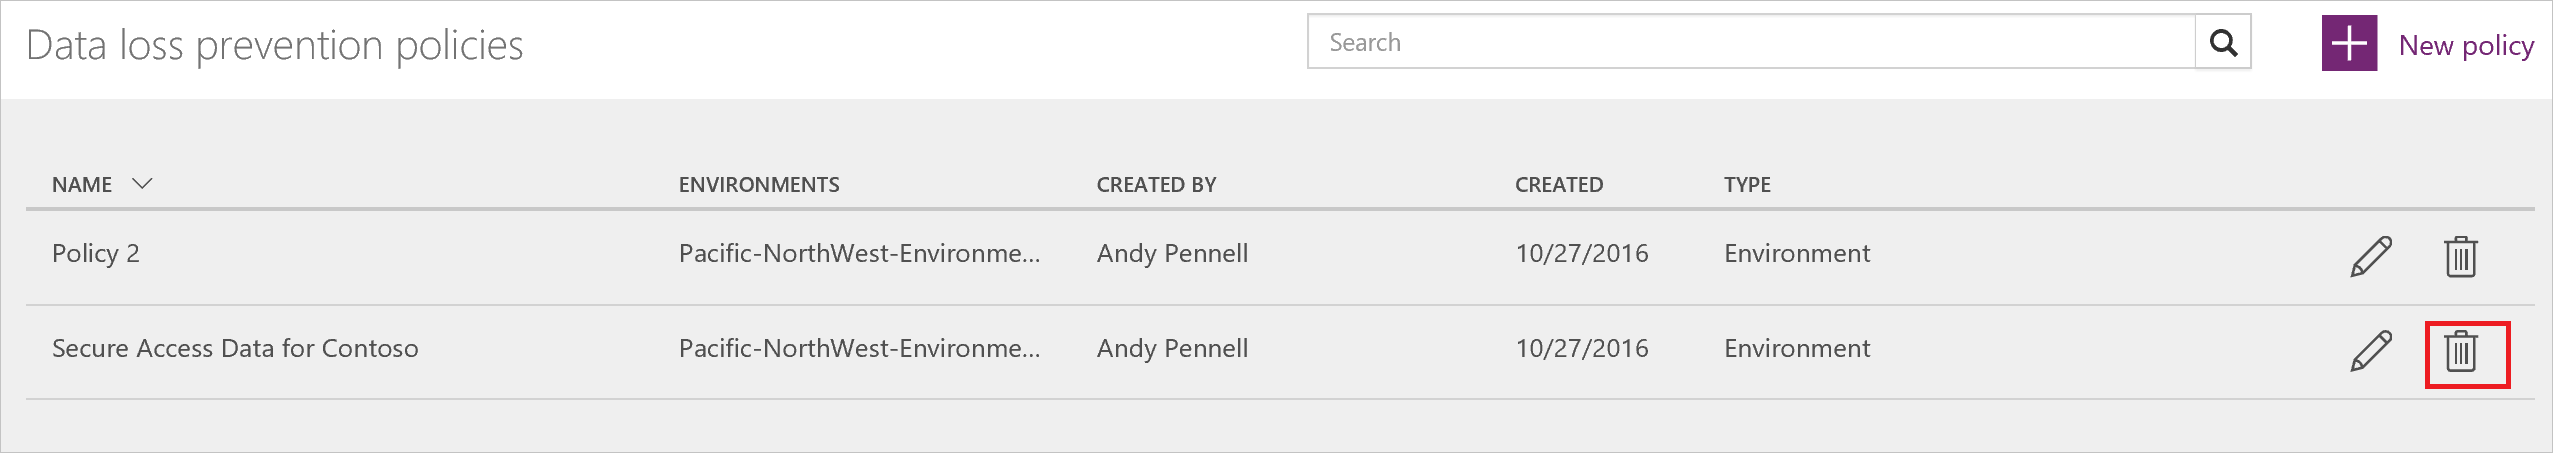 Data loss prevention policies
Search
New policy
NAME ENVIRONMENTS CREATED BY CREATED TYPE
Policy 2 Pacific-NorthWest-Environme... Andy Pennell 10/27/2016 Environment
Secure Access Data for Contoso Pacific-NorthWest-Environme... Andy Pennell 10/27/2016 Environment